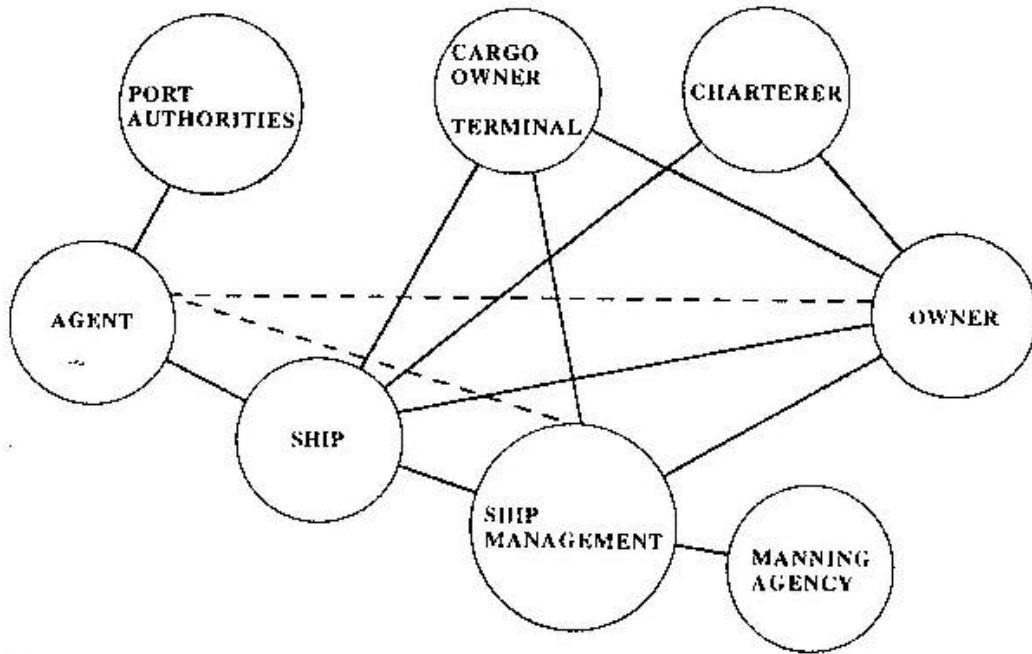 PORT
AUTHORITIES
CARGO
OWNER
TERMINAL
CHARTERER
AGENT
OWNER
SHIP
SHIP
MANAGEMENT
MANNING
AGENCY